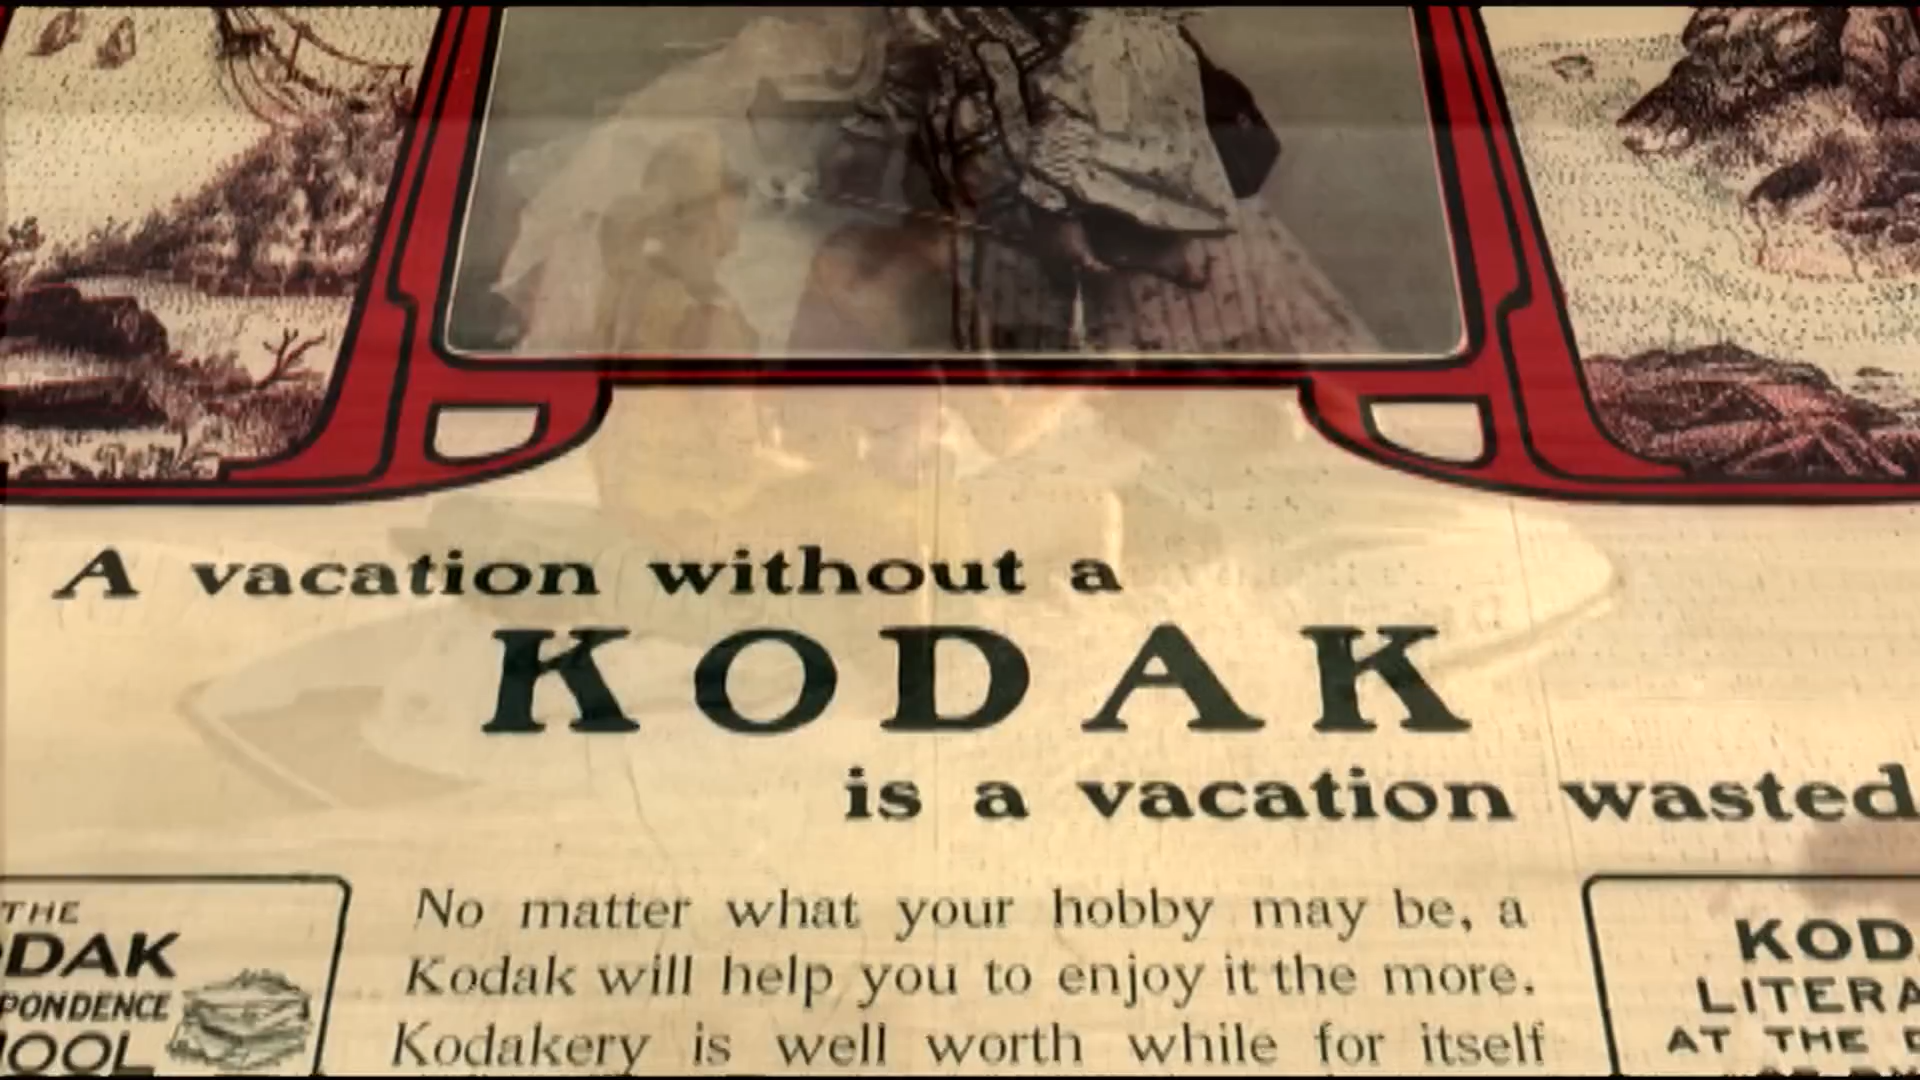 A vacation without a
KODAK
is a vacation wasted
No matter what your hobby may be, a
Kodak will help you to enjoy it the more.
Kodakery is well worth while for itself
THE
DAK
PONDENCE
OOL
KOD
LITERA
AT THE